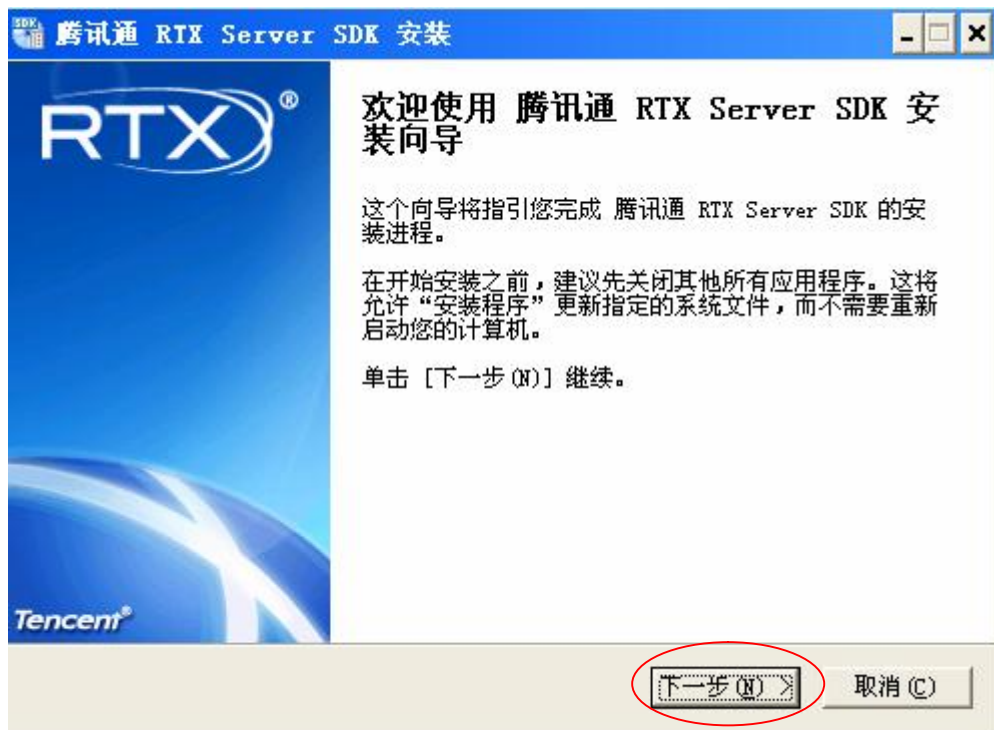 SDK
腾讯通 RTX Server SDK 安装
RTX®
欢迎使用 腾讯通 RTX Server SDK 安
装向导
这个向导将指引您完成 腾讯通 RTX Server SDK 的安
装进程。
在开始安装之前，建议先关闭其他所有应用程序。这将
允许“安装程序”更新指定的系统文件，而不需要重新
启动您的计算机。
单击 [下一步(N)] 继续。
Tencent®
下一步(N) >
取消(C)